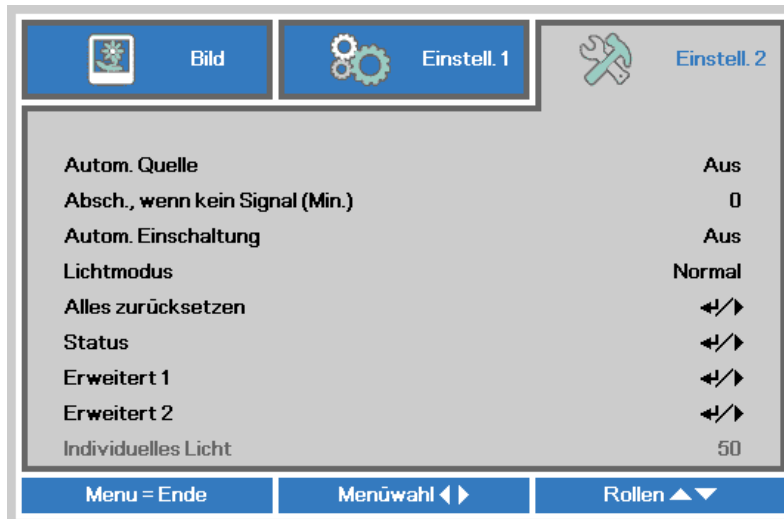 Bild Einstell. 1 Einstell. 2
Autom. Quelle Aus
Absch., wenn kein Signal (Min.) 0
Autom. Einschaltung Aus
Lichtmodus Normal
Alles zurücksetzen ↵/▶
Status ↵/▶
Erweitert 1 ↵/▶
Erweitert 2 ↵/▶
Individuelles Licht 50
Menu = Ende Menüwahl ◀ ▶ Rollen ▲▼